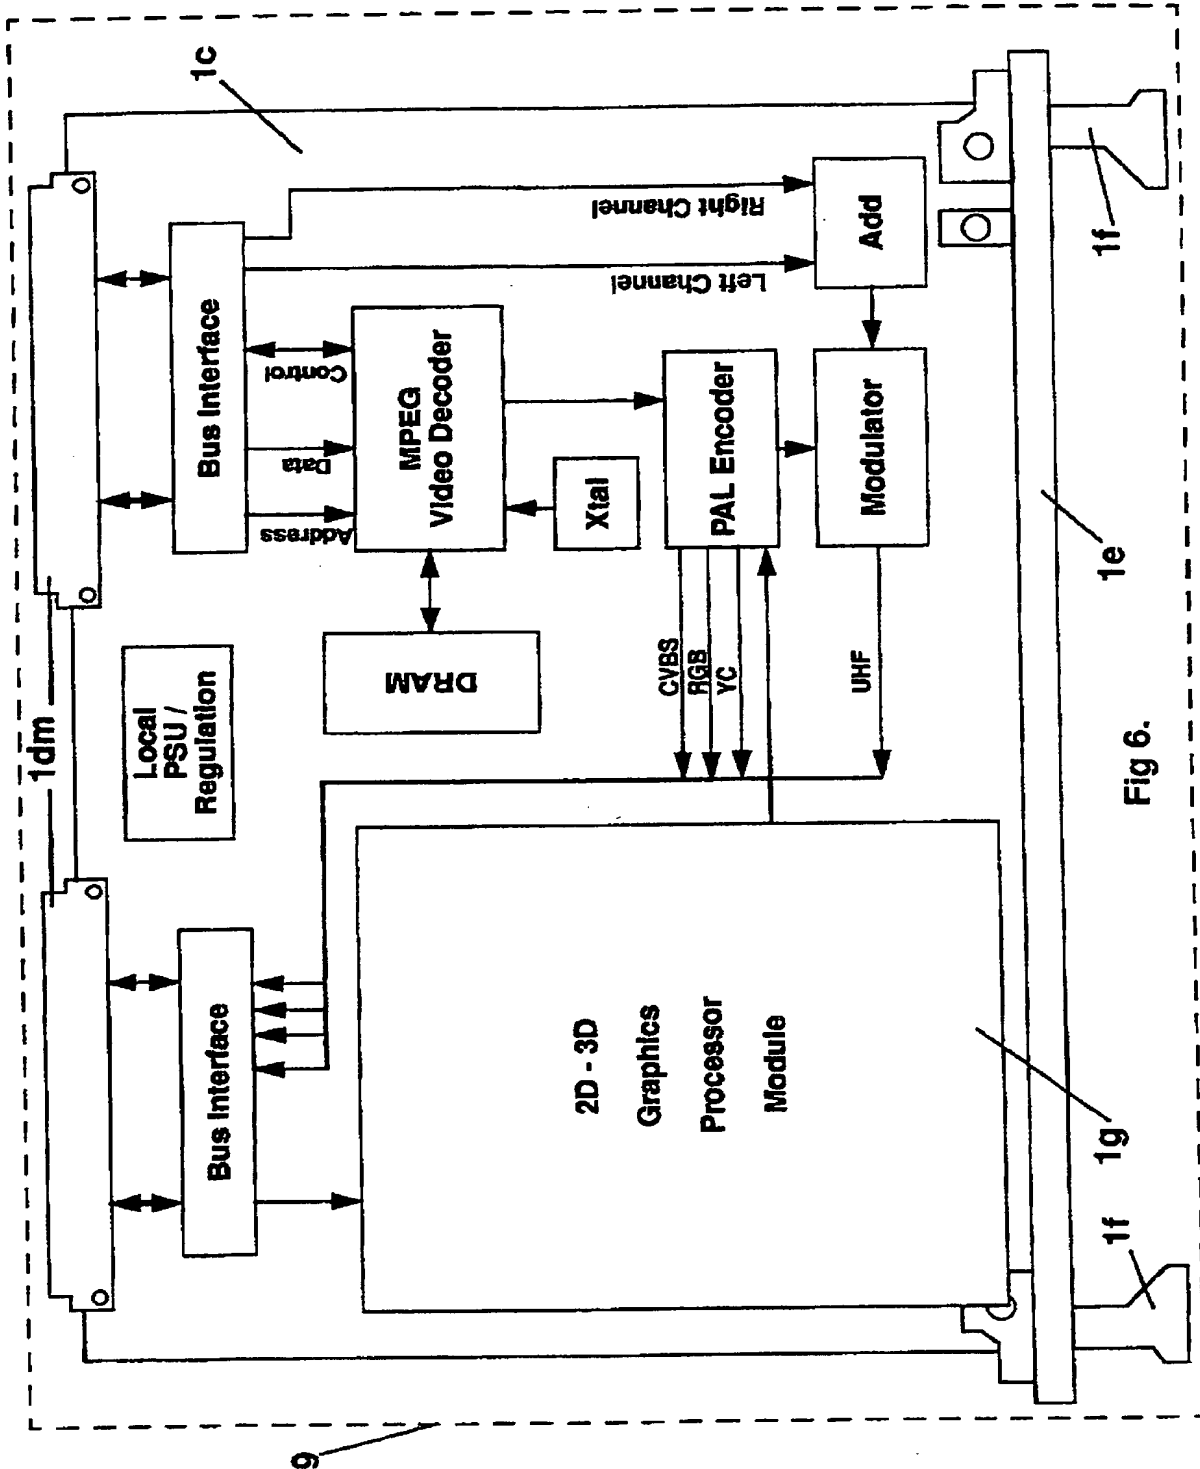 9
1dm
1c
Bus Interface
Local
PSU /
Regulation
Bus Interface
Address
Data
Control
Left Channel
Right Channel
DRAM
MPEG
Video Decoder
Xtal
2D - 3D
Graphics
Processor
Module
CVBS
RGB
YC
UHF
PAL Encoder
Modulator
Add
1f
1g
1e
1f
Fig 6.